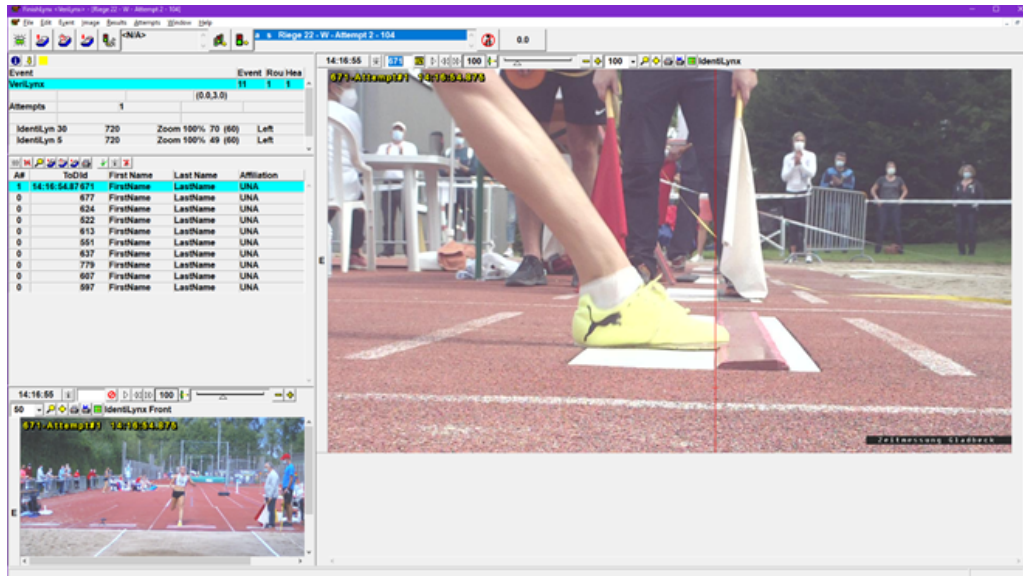 FinishLynx <VeriLynx> - [Riege 22 - W - Attempt 2 - 104]
File Edit Event Image Results Attempts Window Help
<N/A>
Riege 22 - W - Attempt 2 - 104
0.0
Event Event Rou Hea
VeriLynx 11 1 1
(0.0,3.0)
Attempts 1
IdentiLyn 30 720 Zoom 100% 70 (60) Left
IdentiLyn 5 720 Zoom 100% 49 (60) Left
A# ToD Id First Name Last Name Affiliation
1 14:16:54.87 671 FirstName LastName UNA
0 677 FirstName LastName UNA
0 624 FirstName LastName UNA
0 522 FirstName LastName UNA
0 613 FirstName LastName UNA
0 551 FirstName LastName UNA
0 637 FirstName LastName UNA
0 779 FirstName LastName UNA
0 607 FirstName LastName UNA
0 597 FirstName LastName UNA
14:16:55 100
50 IdentiLynx Front
671-Attempt#1 14:16:54.875
E
14:16:55 671 100 100 IdentiLynx
671-Attempt#1 14:16:54.875
E
Zeitmessung Gladbeck